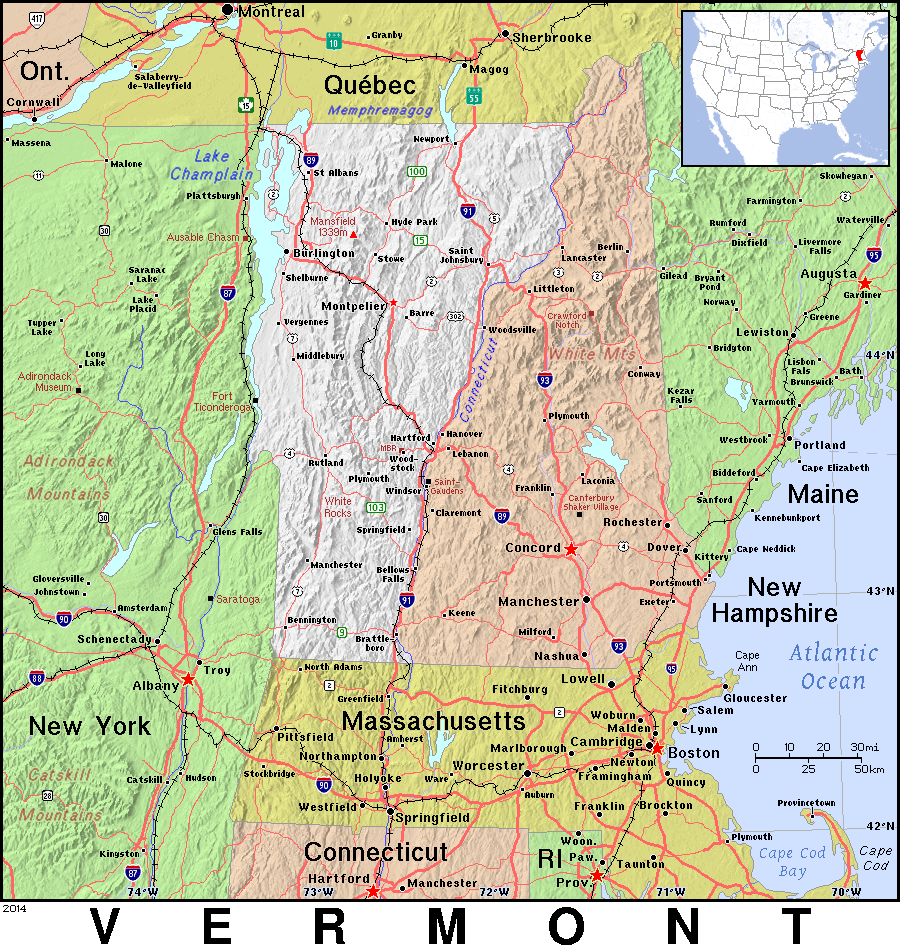 417
Montreal
10
Granby
Sherbrooke
Ont.
Salaberry-
de-Valleyfield
Québec
Magog
Cornwall
15
Memphremagog
55
Massena
Malone
Lake
Champlain
89
St Albans
Newport
100
11
Plattsburgh
2
Mansfield
1339m
Hyde Park
91
5
Skowhegan
Farmington
2
Waterville
30
Ausable Chasm
15
Rumford
Dixfield
Livermore
Falls
95
Burlington
Stowe
Saint
Johnsbury
Lancaster
Berlin
Gilead
Bryant
Pond
Augusta
Saranac
Lake
Shelburne
2
3
2
Littleton
Gardiner
Lake
Placid
87
Montpelier
Barre
302
Crawford
Notch
Norway
Greene
Tupper
Lake
Vergennes
Woodsville
Lewiston
7
Middlebury
White Mts
Bridgton
44°N
Long
Lake
Connecticut
Conway
Lisbon
Falls
Bath
Brunswick
Adirondack
Museum
93
Kezar
Falls
Yarmouth
Fort
Ticonderoga
Plymouth
Hartford
Hanover
Westbrook
Portland
MBR
Lebanon
4
Rutland
Wood-
stock
4
Cape Elizabeth
Adirondack
Mountains
Plymouth
Saint-
Gaudens
Laconia
Biddeford
Windsor
Franklin
Maine
White
Rocks
103
Canterbury
Shaker Village
Sanford
30
Claremont
89
Kennebunkport
Glens Falls
Springfield
Rochester
Concord
4
Dover
Kittery
Cape Neddick
Manchester
Bellows
Falls
Gloversville
Johnstown
Portsmouth
New
Hampshire
43°N
7
91
Manchester
Exeter
Saratoga
Amsterdam
90
Keene
Bennington
9
Milford
Schenectady
Brattle-
boro
93
Nashua
Atlantic
Ocean
Cape
Ann
88
Troy
North Adams
95
Albany
2
Lowell
Fitchburg
Gloucester
Greenfield
2
Salem
New York
Massachusetts
Woburn
Lynn
Malden
Pittsfield
Amherst
Cambridge
Boston
0 10 20 30mi
0 25 50km
Marlborough
Northampton
Newton
Stockbridge
Worcester
Framingham
Catskill
Mountains
Catskill
Hudson
Holyoke
Ware
Quincy
28
90
Auburn
Westfield
Franklin
Brockton
Provincetown
Springfield
42°N
Woon.
Plymouth
Connecticut
RI
Paw.
Taunton
Cape Cod
Bay
Cape
Cod
Kingston
Hartford
Manchester
Prov.
87
74°W
73°W
72°W
71°W
70°W
2014
VERMONT